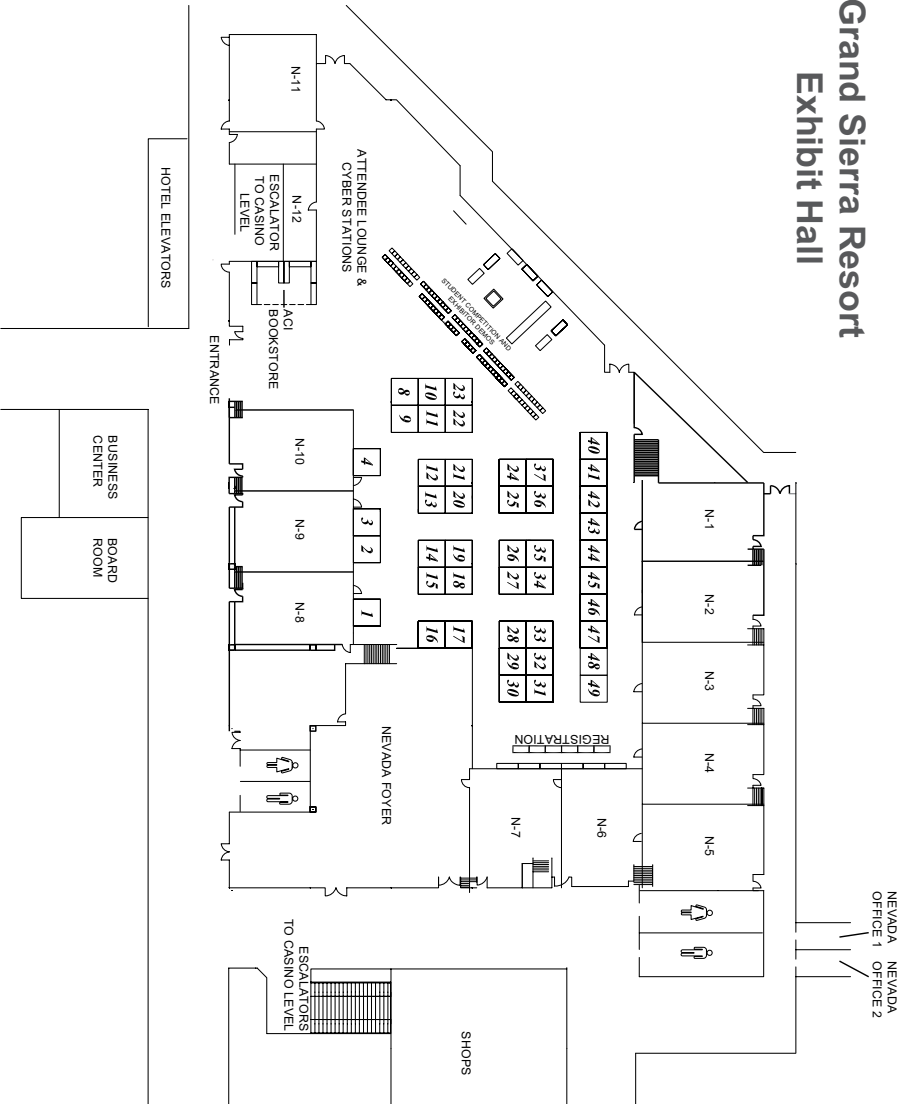 Grand Sierra Resort
Exhibit Hall
NEVADA
OFFICE 1
NEVADA
OFFICE 2
N-1
N-2
N-3
N-4
N-5
40
41
42
43
44
45
46
47
48
49
REGISTRATION
N-6
STUDENT COMPETITION AND
EXHIBITOR DEMOS
37
36
35
34
33
32
31
24
25
26
27
28
29
30
N-7
23
22
21
20
19
18
17
10
11
12
13
14
15
16
8
9
SHOPS
ATTENDEE LOUNGE &
CYBER STATIONS
4
3
2
1
NEVADA FOYER
N-11
N-12
ESCALATOR
TO CASINO
LEVEL
ACI
BOOKSTORE
N-10
N-9
N-8
ESCALATORS
TO CASINO LEVEL
ENTRANCE
HOTEL ELEVATORS
BUSINESS
CENTER
BOARD
ROOM